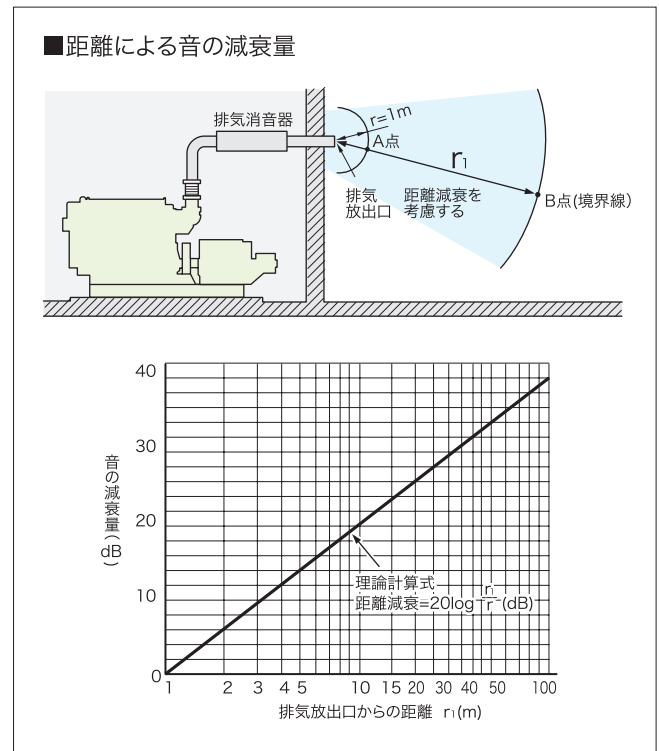 ■距離による音の減衰量
排気消音器
r=1m
A点
r₁
排気
放出口
距離減衰を
考慮する
B点(境界線)
40
30
20
10
0
音の減衰量(dB)
理論計算式
距離減衰=20log r₁/r (dB)
1 2 3 4 5 10 15 20 30 40 50 100
排気放出口からの距離 r₁(m)